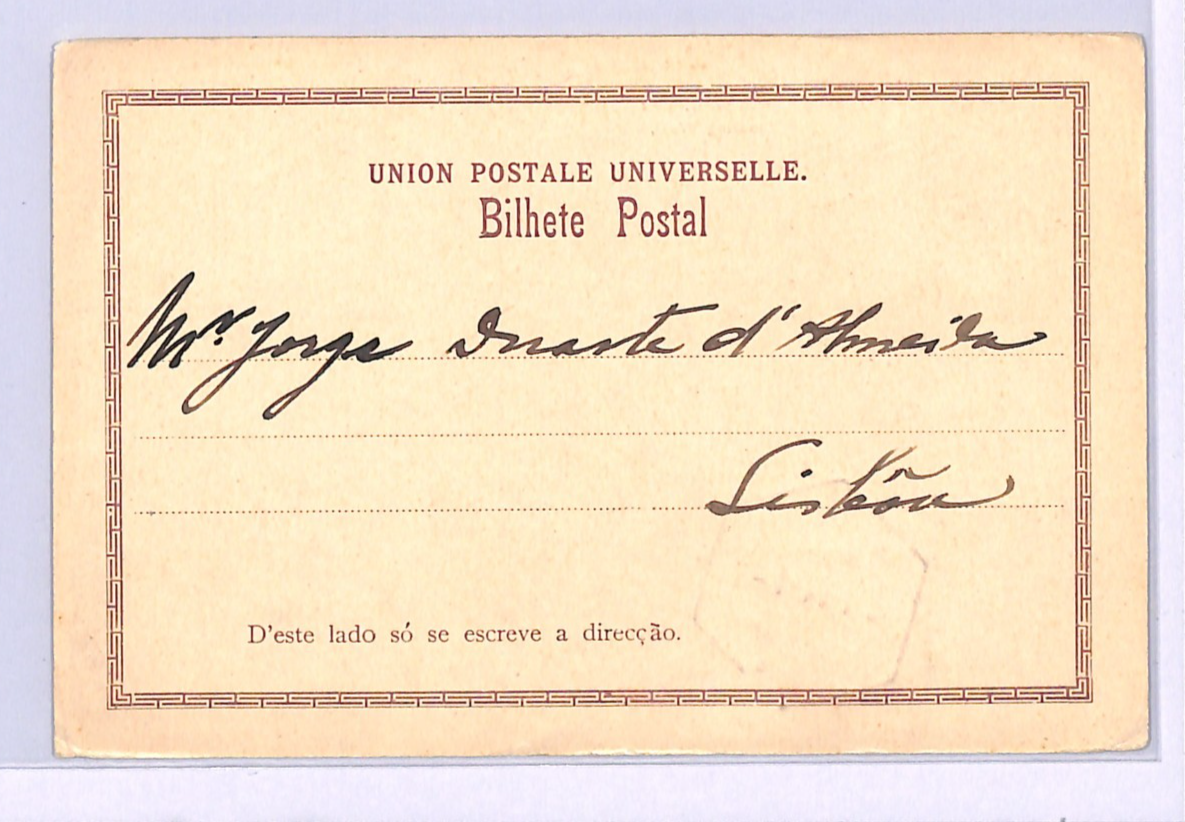 UNION POSTALE UNIVERSELLE.
Bilhete Postal
Mr. Jorge Duarte d'Almeida
Lisbôa
D'este lado só se escreve a direcção.